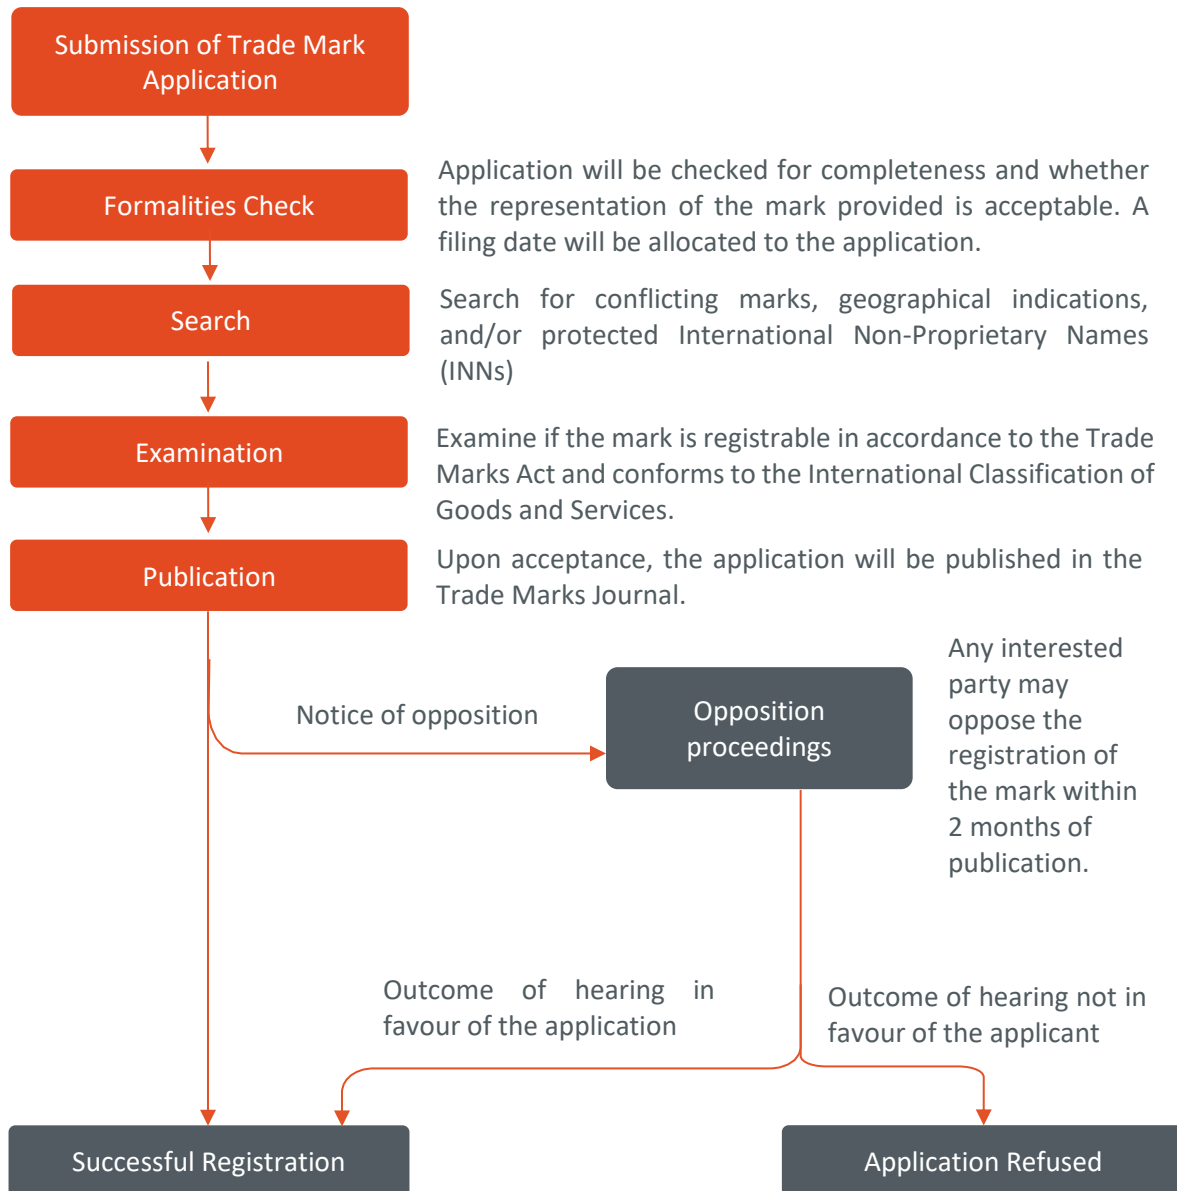 Submission of Trade Mark
Application
Formalities Check
Application will be checked for completeness and whether
the representation of the mark provided is acceptable. A
filing date will be allocated to the application.
Search
Search for conflicting marks, geographical indications,
and/or protected International Non-Proprietary Names
(INNs)
Examination
Examine if the mark is registrable in accordance to the Trade
Marks Act and conforms to the International Classification of
Goods and Services.
Publication
Upon acceptance, the application will be published in the
Trade Marks Journal.
Notice of opposition
Opposition
proceedings
Any interested
party may
oppose the
registration of
the mark within
2 months of
publication.
Outcome of hearing in
favour of the application
Outcome of hearing not in
favour of the applicant
Successful Registration
Application Refused